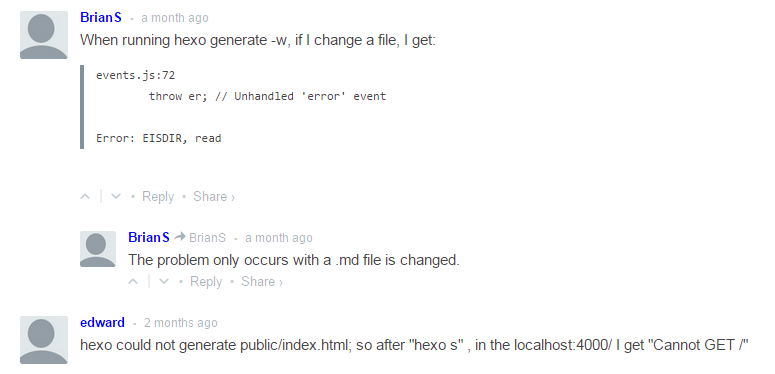 BrianS • a month ago
When running hexo generate -w, if I change a file, I get:
events.js:72
throw er; // Unhandled 'error' event
Error: EISDIR, read
• Reply • Share ›
BrianS BrianS • a month ago
The problem only occurs with a .md file is changed.
• Reply • Share ›
edward • 2 months ago
hexo could not generate public/index.html; so after "hexo s" , in the localhost:4000/ I get "Cannot GET /"